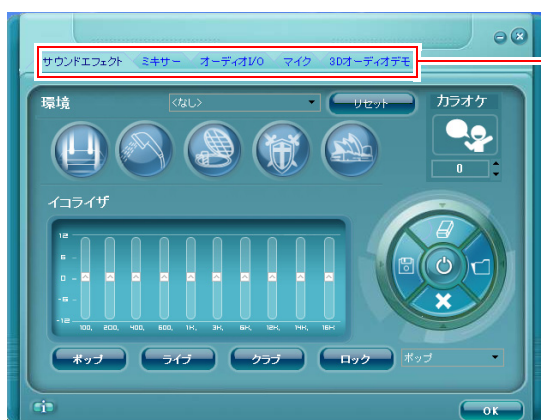 サウンドエフェクト ミキサー オーディオI/O マイク 3Dオーディオデモ
環境 <なし> リセット カラオケ
0
イコライザ
12
6
0
-6
-12
100, 200, 400, 600, 1K, 3K, 6K, 12K, 14K, 16K
ポップ ライブ クラブ ロック ポップ
OK